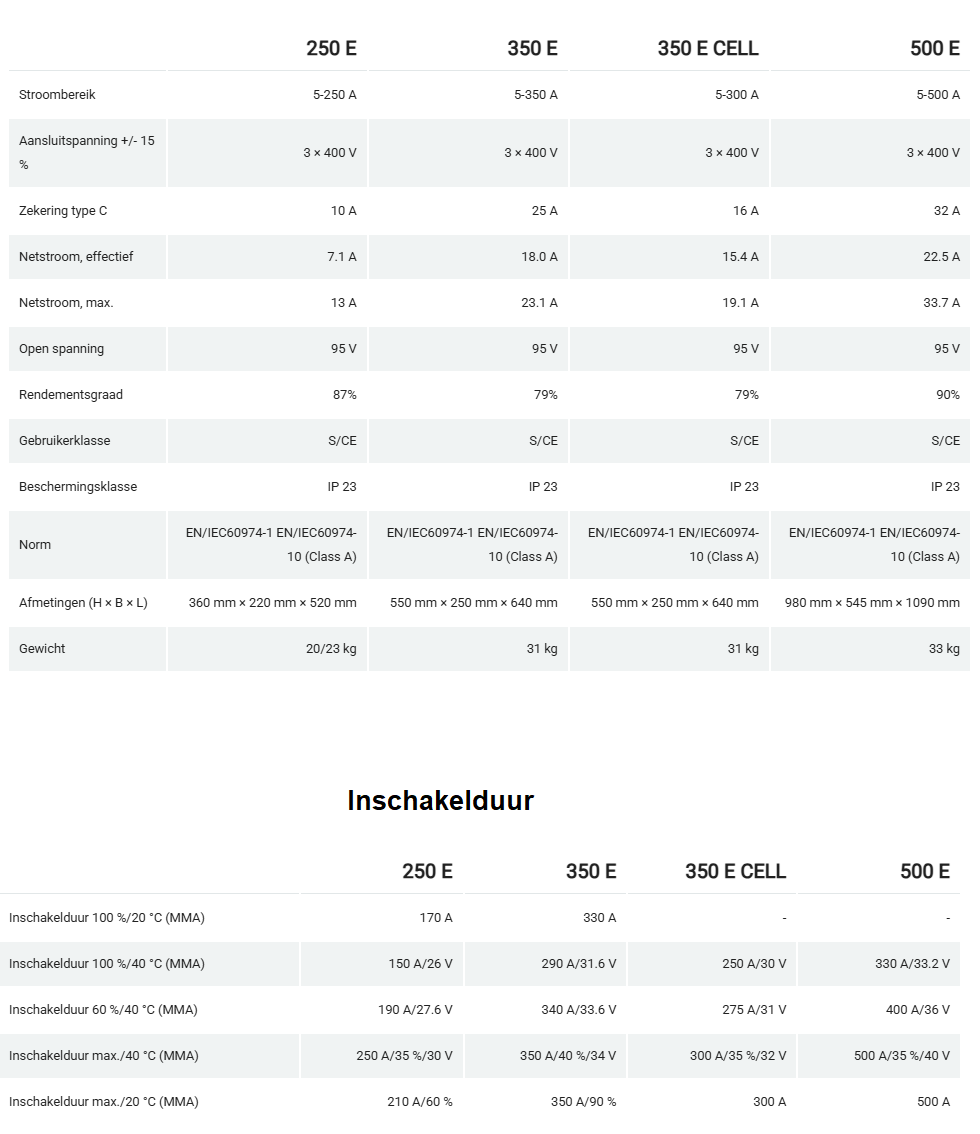 250 E 350 E 350 E CELL 500 E
Stroombereik 5-250 A 5-350 A 5-300 A 5-500 A
Aansluitspanning +/- 15
% 3 × 400 V 3 × 400 V 3 × 400 V 3 × 400 V
Zekering type C 10 A 25 A 16 A 32 A
Netstroom, effectief 7.1 A 18.0 A 15.4 A 22.5 A
Netstroom, max. 13 A 23.1 A 19.1 A 33.7 A
Open spanning 95 V 95 V 95 V 95 V
Rendementsgraad 87% 79% 79% 90%
Gebruikerklasse S/CE S/CE S/CE S/CE
Beschermingsklasse IP 23 IP 23 IP 23 IP 23
Norm EN/IEC60974-1 EN/IEC60974- EN/IEC60974-1 EN/IEC60974- EN/IEC60974-1 EN/IEC60974- EN/IEC60974-1 EN/IEC60974-
10 (Class A) 10 (Class A) 10 (Class A) 10 (Class A)
Afmetingen (H × B × L) 360 mm × 220 mm × 520 mm 550 mm × 250 mm × 640 mm 550 mm × 250 mm × 640 mm 980 mm × 545 mm × 1090 mm
Gewicht 20/23 kg 31 kg 31 kg 33 kg
Inschakelduur
250 E 350 E 350 E CELL 500 E
Inschakelduur 100 %/20 °C (MMA) 170 A 330 A - -
Inschakelduur 100 %/40 °C (MMA) 150 A/26 V 290 A/31.6 V 250 A/30 V 330 A/33.2 V
Inschakelduur 60 %/40 °C (MMA) 190 A/27.6 V 340 A/33.6 V 275 A/31 V 400 A/36 V
Inschakelduur max./40 °C (MMA) 250 A/35 %/30 V 350 A/40 %/34 V 300 A/35 %/32 V 500 A/35 %/40 V
Inschakelduur max./20 °C (MMA) 210 A/60 % 350 A/90 % 300 A 500 A